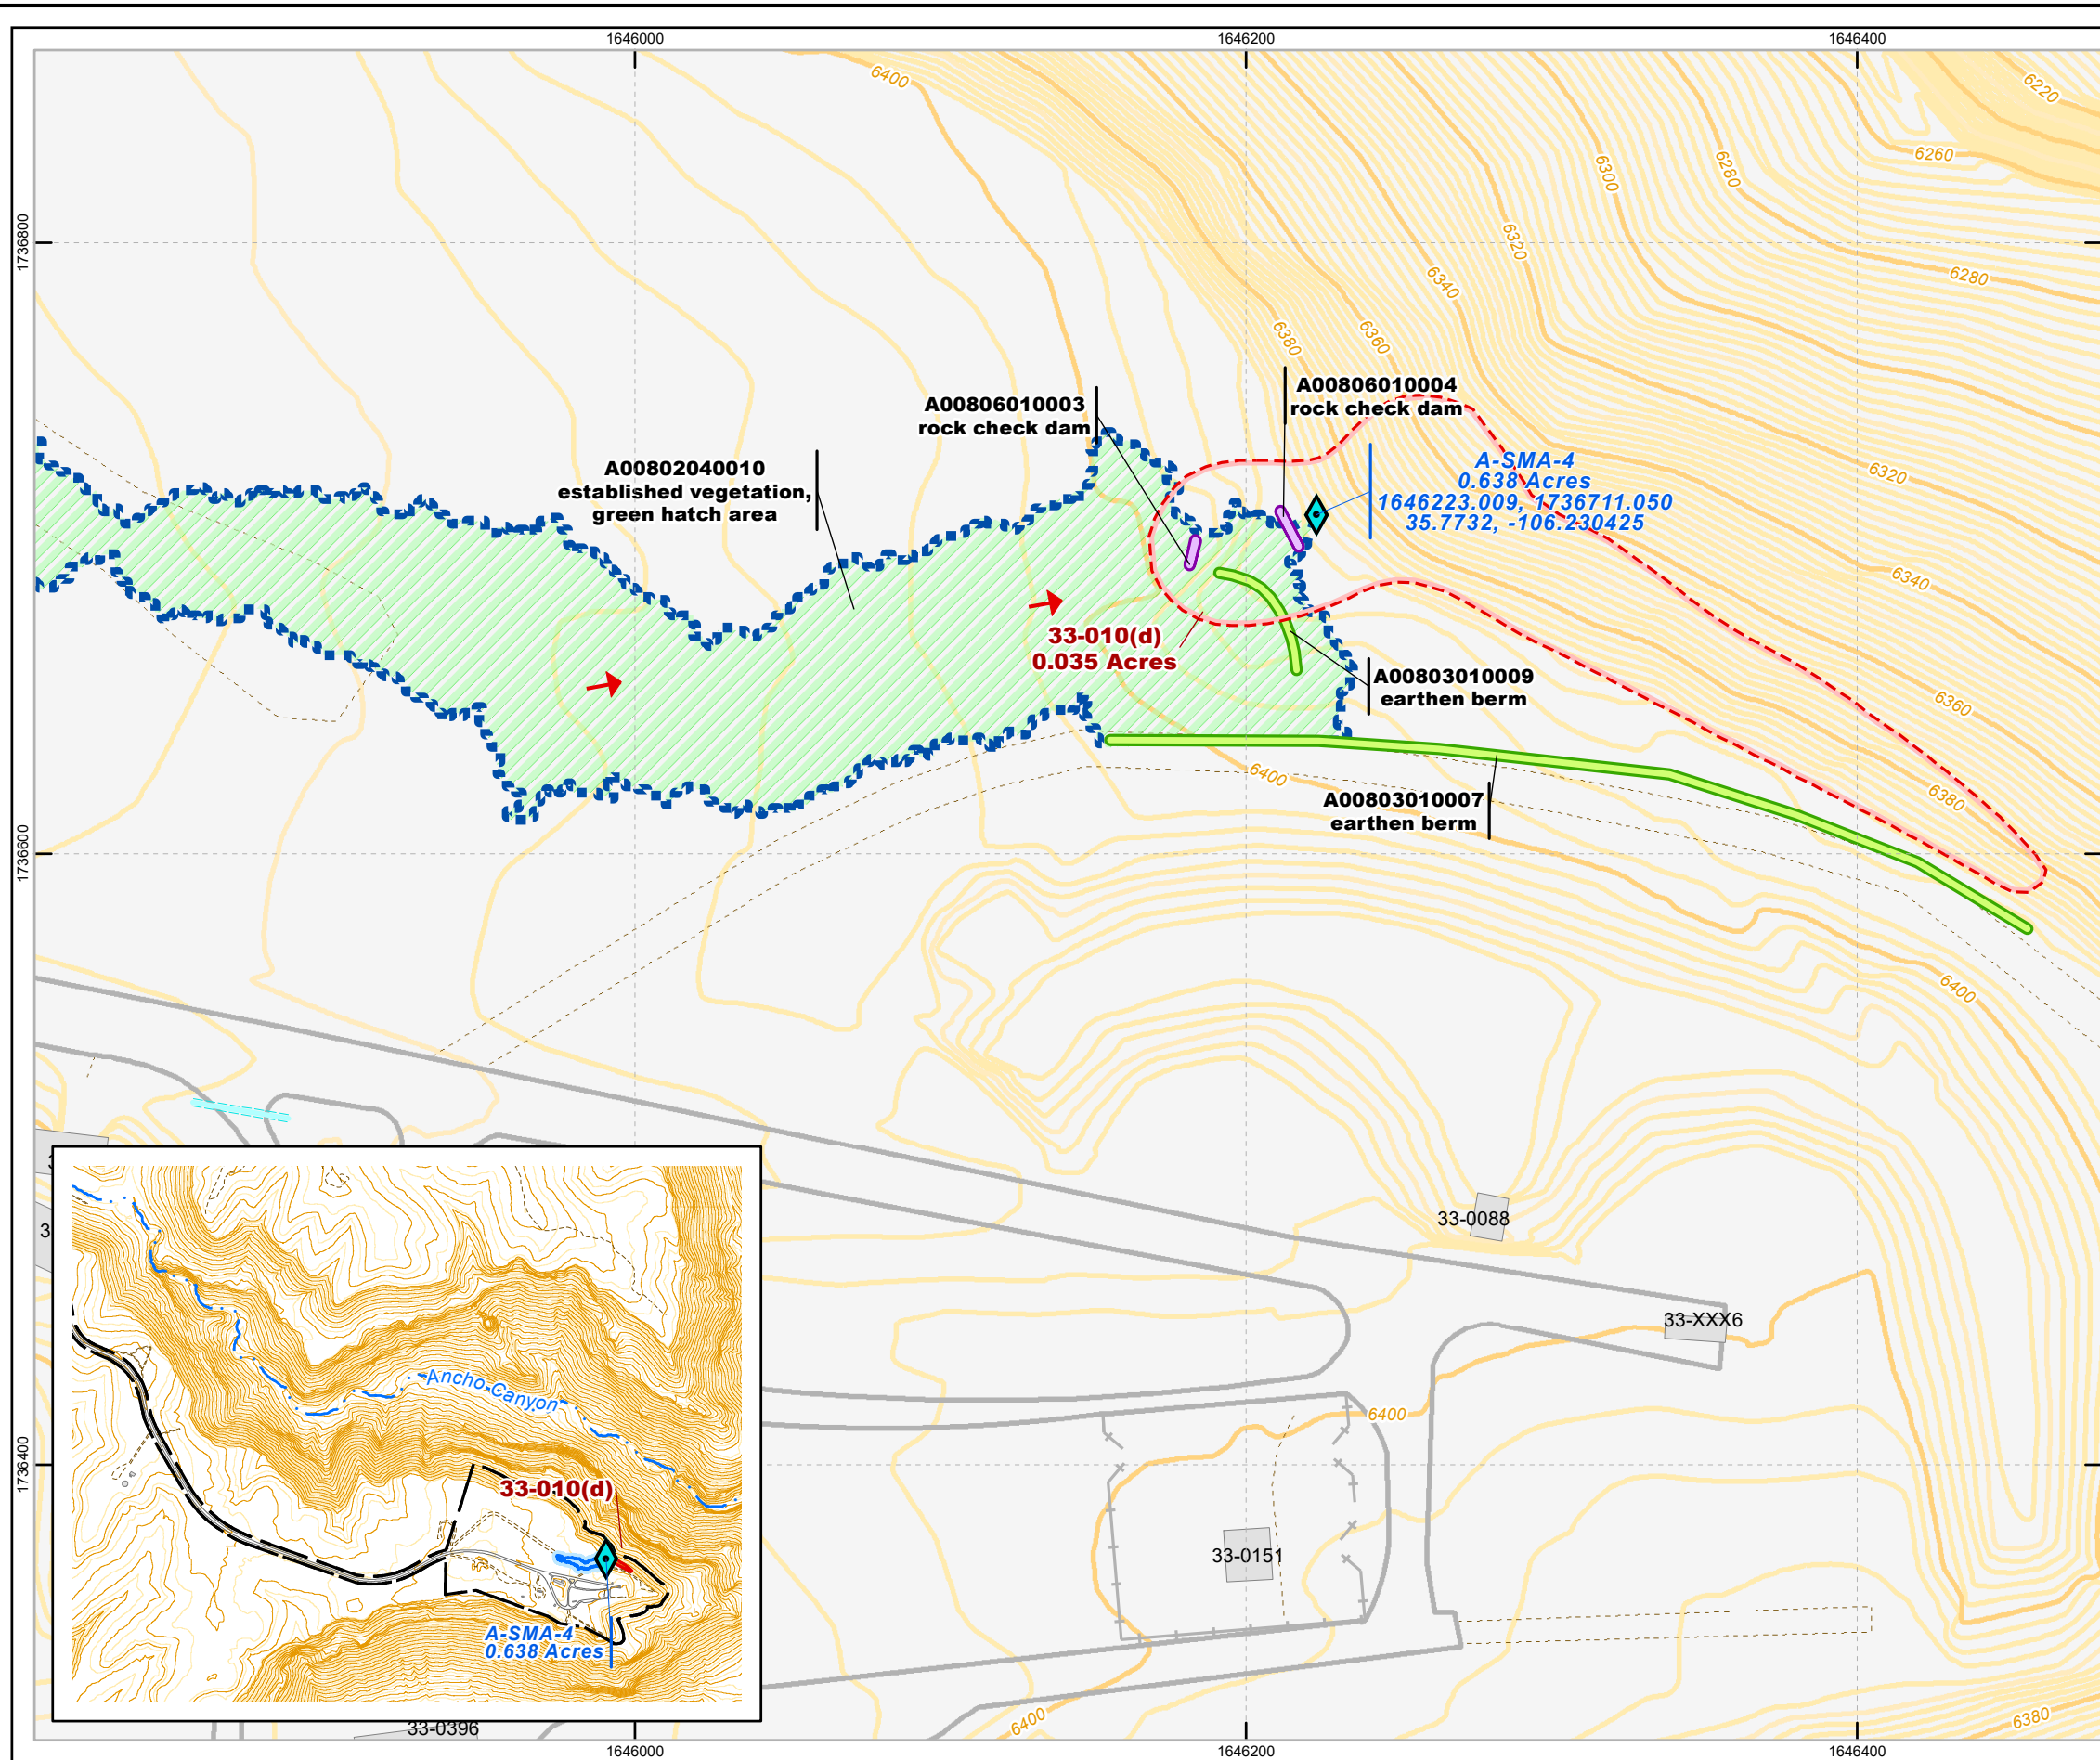 1646000
1646200
1646400
6400
6220
6260
6300
6280
1736800
6320
6280
6340
6380
6360
A00806010004
rock check dam
A00806010003
rock check dam
A-SMA-4
0.638 Acres
1646223.009, 1736711.050
35.7732, -106.230425
A00802040010
established vegetation,
green hatch area
6320
6340
33-010(d)
0.035 Acres
A00803010009
earthen berm
6360
6400
6380
A00803010007
earthen berm
1736600
6400
33-0088
33-XXX6
6400
1736400
33-0151
Ancho Canyon
33-010(d)
A-SMA-4
0.638 Acres
33-0396
6400
6380
1646000
1646200
1646400